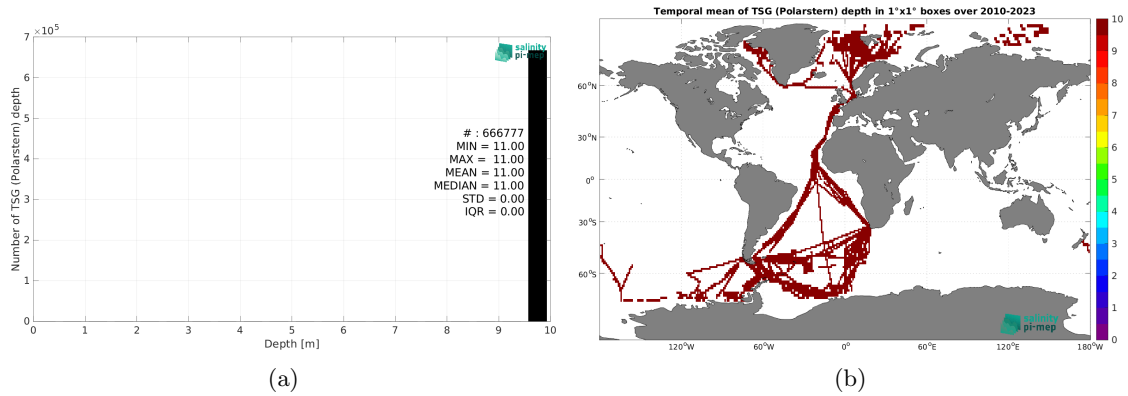 x 10⁵
7
6
5
4
3
2
1
0
Number of TSG (Polarstern) depth
salinity
pi-mep
# : 666777
MIN = 11.00
MAX = 11.00
MEAN = 11.00
MEDIAN = 11.00
STD = 0.00
IQR = 0.00
0 1 2 3 4 5 6 7 8 9 10
Depth [m]
(a)
Temporal mean of TSG (Polarstern) depth in 1°x1° boxes over 2010-2023
60°N
30°N
0°
30°S
60°S
120°W 60°W 0° 60°E 120°E 180°W
salinity
pi-mep
10
9
8
7
6
5
4
3
2
1
0
(b)